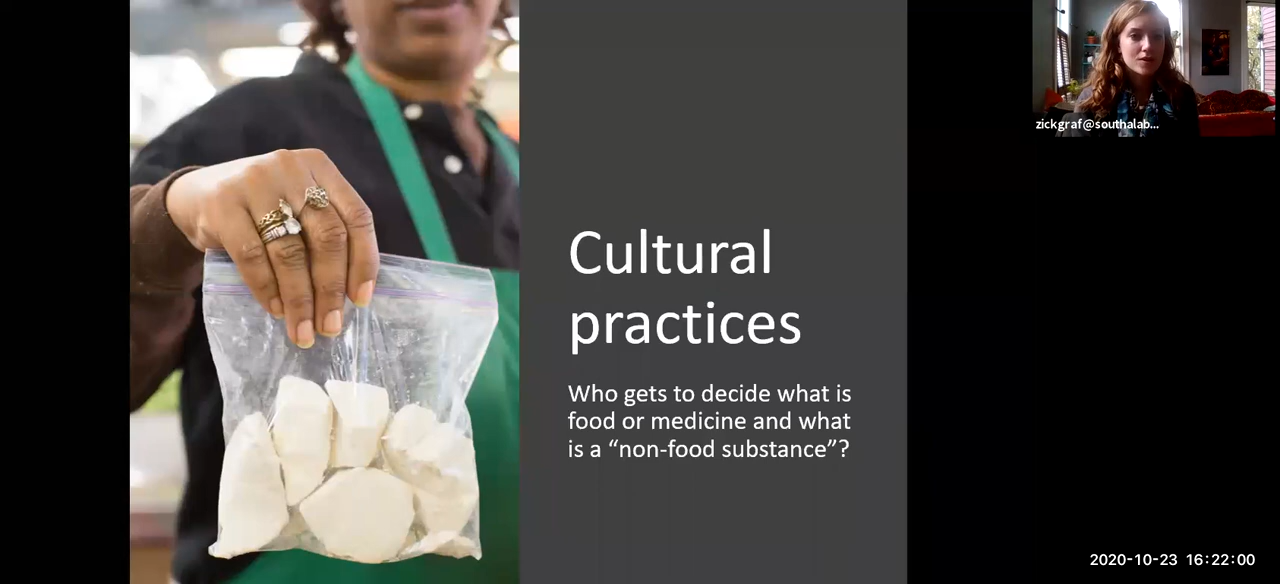 zickgraf@southalab...
Cultural
practices
Who gets to decide what is
food or medicine and what
is a “non-food substance”?
2020-10-23 16:22:00